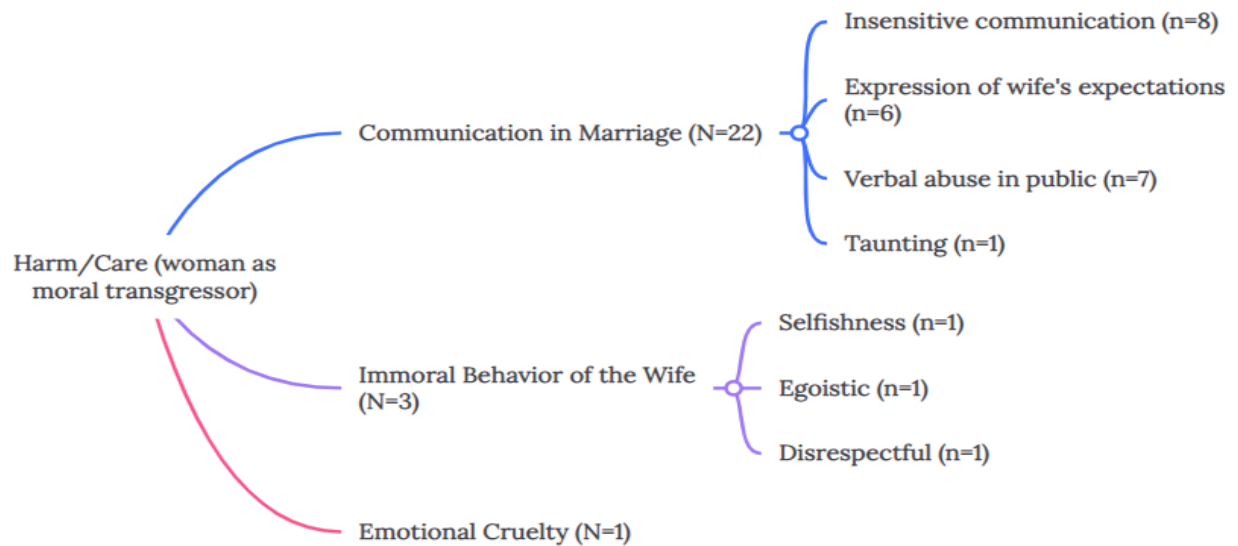 Insensitive communication (n=8)
Expression of wife's expectations
(n=6)
Communication in Marriage (N=22)
Verbal abuse in public (n=7)
Taunting (n=1)
Harm/Care (woman as
moral transgressor)
Selfishness (n=1)
Immoral Behavior of the Wife
(N=3)
Egoistic (n=1)
Disrespectful (n=1)
Emotional Cruelty (N=1)